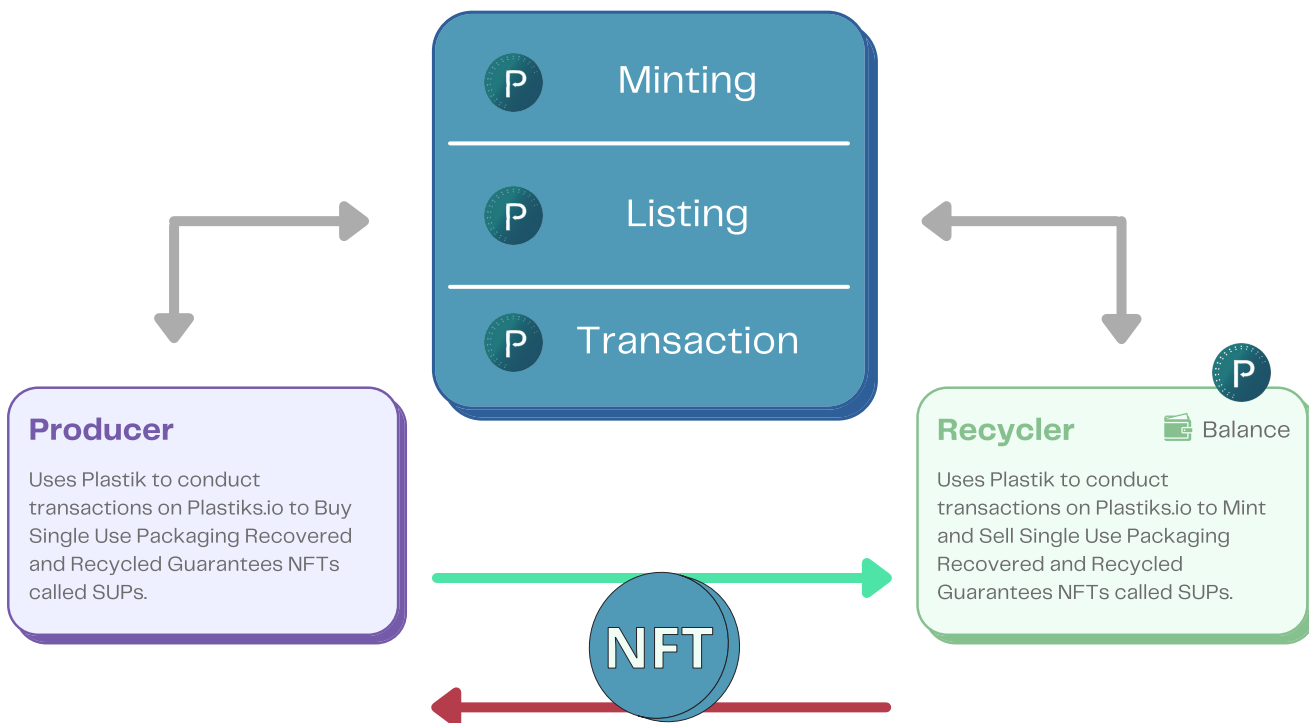 P Minting
P Listing
P Transaction
Producer
Uses Plastik to conduct
transactions on Plastiks.io to Buy
Single Use Packaging Recovered
and Recycled Guarantees NFTs
called SUPs.
P
Recycler
Balance
Uses Plastik to conduct
transactions on Plastiks.io to Mint
and Sell Single Use Packaging
Recovered and Recycled
Guarantees NFTs called SUPs.
NFT